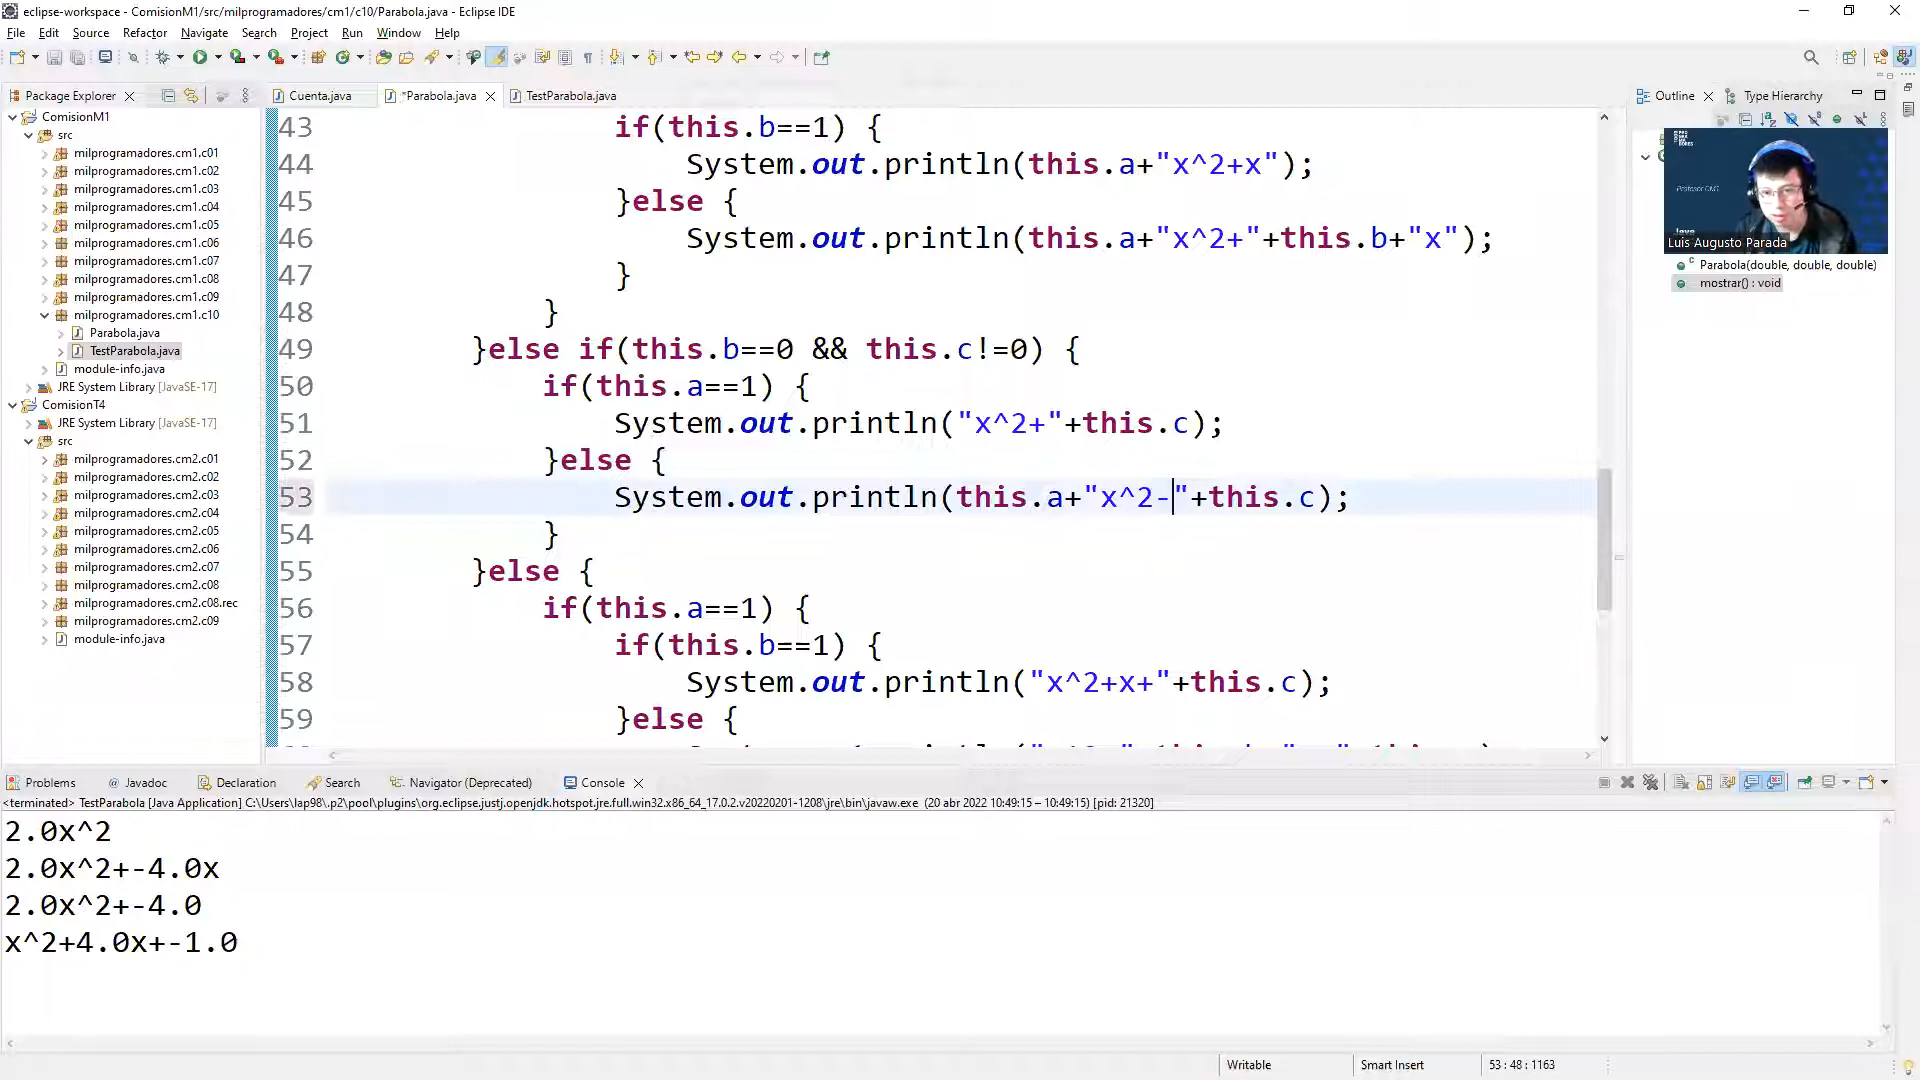 eclipse-workspace - ComisionM1/src/milprogramadores/cm1/c10/Parabola.java - Eclipse IDE
File Edit Source Refactor Navigate Search Project Run Window Help
Package Explorer
Cuenta.java
*Parabola.java
TestParabola.java
Outline
Type Hierarchy
ComisionM1
src
milprogramadores.cm1.c01
milprogramadores.cm1.c02
milprogramadores.cm1.c03
milprogramadores.cm1.c04
milprogramadores.cm1.c05
milprogramadores.cm1.c06
milprogramadores.cm1.c07
milprogramadores.cm1.c08
milprogramadores.cm1.c09
milprogramadores.cm1.c10
Parabola.java
TestParabola.java
module-info.java
JRE System Library [JavaSE-17]
ComisionT4
JRE System Library [JavaSE-17]
src
milprogramadores.cm2.c01
milprogramadores.cm2.c02
milprogramadores.cm2.c03
milprogramadores.cm2.c04
milprogramadores.cm2.c05
milprogramadores.cm2.c06
milprogramadores.cm2.c07
milprogramadores.cm2.c08
milprogramadores.cm2.c08.rec
milprogramadores.cm2.c09
module-info.java
43 if(this.b==1) {
44 System.out.println(this.a+"x^2+x");
45 }else {
46 System.out.println(this.a+"x^2+"+this.b+"x");
47 }
48 }
49 }else if(this.b==0 && this.c!=0) {
50 if(this.a==1) {
51 System.out.println("x^2+"+this.c);
52 }else {
53 System.out.println(this.a+"x^2-"+this.c);
54 }
55 }else {
56 if(this.a==1) {
57 if(this.b==1) {
58 System.out.println("x^2+x+"+this.c);
59 }else {
Profesor CM1
Java
Luis Augusto Parada
Parabola(double, double, double)
mostrar() : void
Problems
@ Javadoc
Declaration
Search
Navigator (Deprecated)
Console
<terminated> TestParabola [Java Application] C:\Users\lap98\.p2\pool\plugins\org.eclipse.justj.openjdk.hotspot.jre.full.win32.x86_64_17.0.2.v20220201-1208\jre\bin\javaw.exe (20 abr 2022 10:49:15 – 10:49:15) [pid: 21320]
2.0x^2
2.0x^2+-4.0x
2.0x^2+-4.0
x^2+4.0x+-1.0
Writable
Smart Insert
53 : 48 : 1163